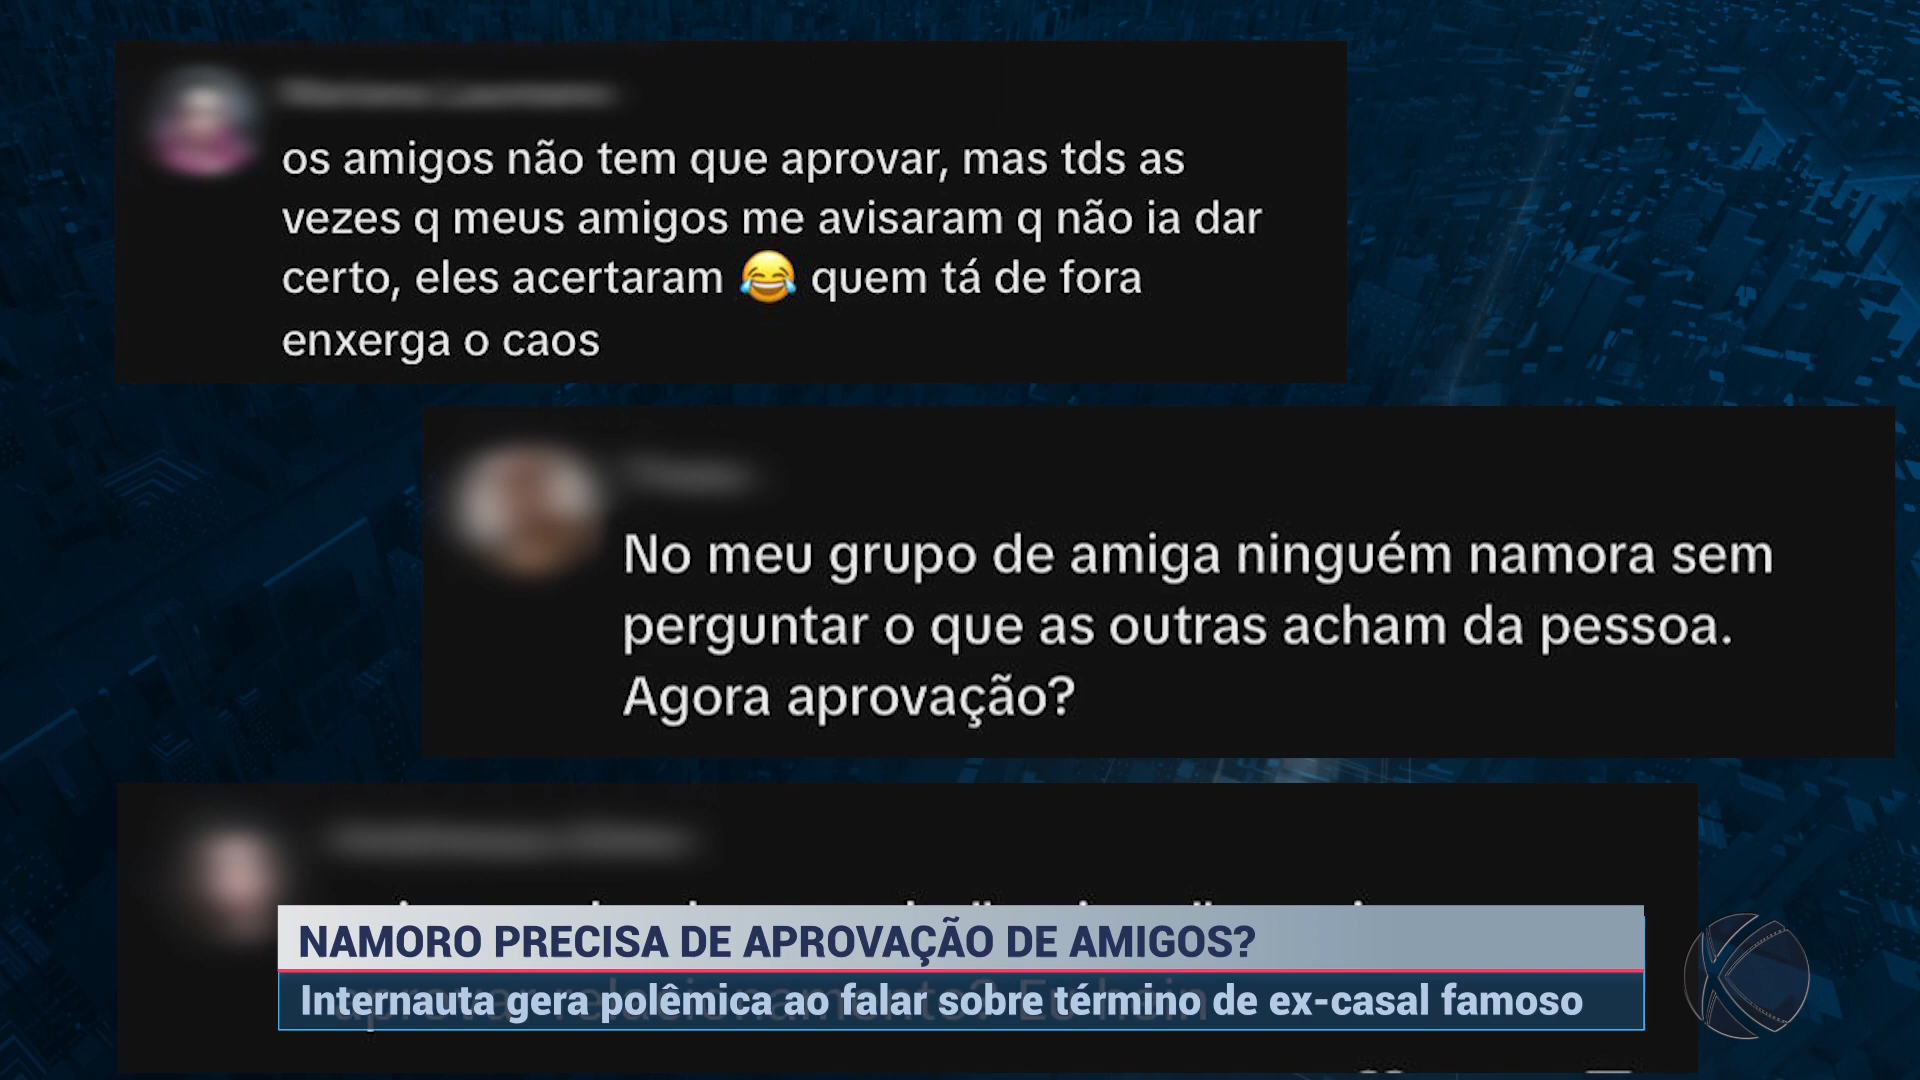 os amigos não tem que aprovar, mas tds as
vezes q meus amigos me avisaram q não ia dar
certo, eles acertaram 😂 quem tá de fora
enxerga o caos
No meu grupo de amiga ninguém namora sem
perguntar o que as outras acham da pessoa.
Agora aprovação?
NAMORO PRECISA DE APROVAÇÃO DE AMIGOS?
Internauta gera polêmica ao falar sobre término de ex-casal famoso